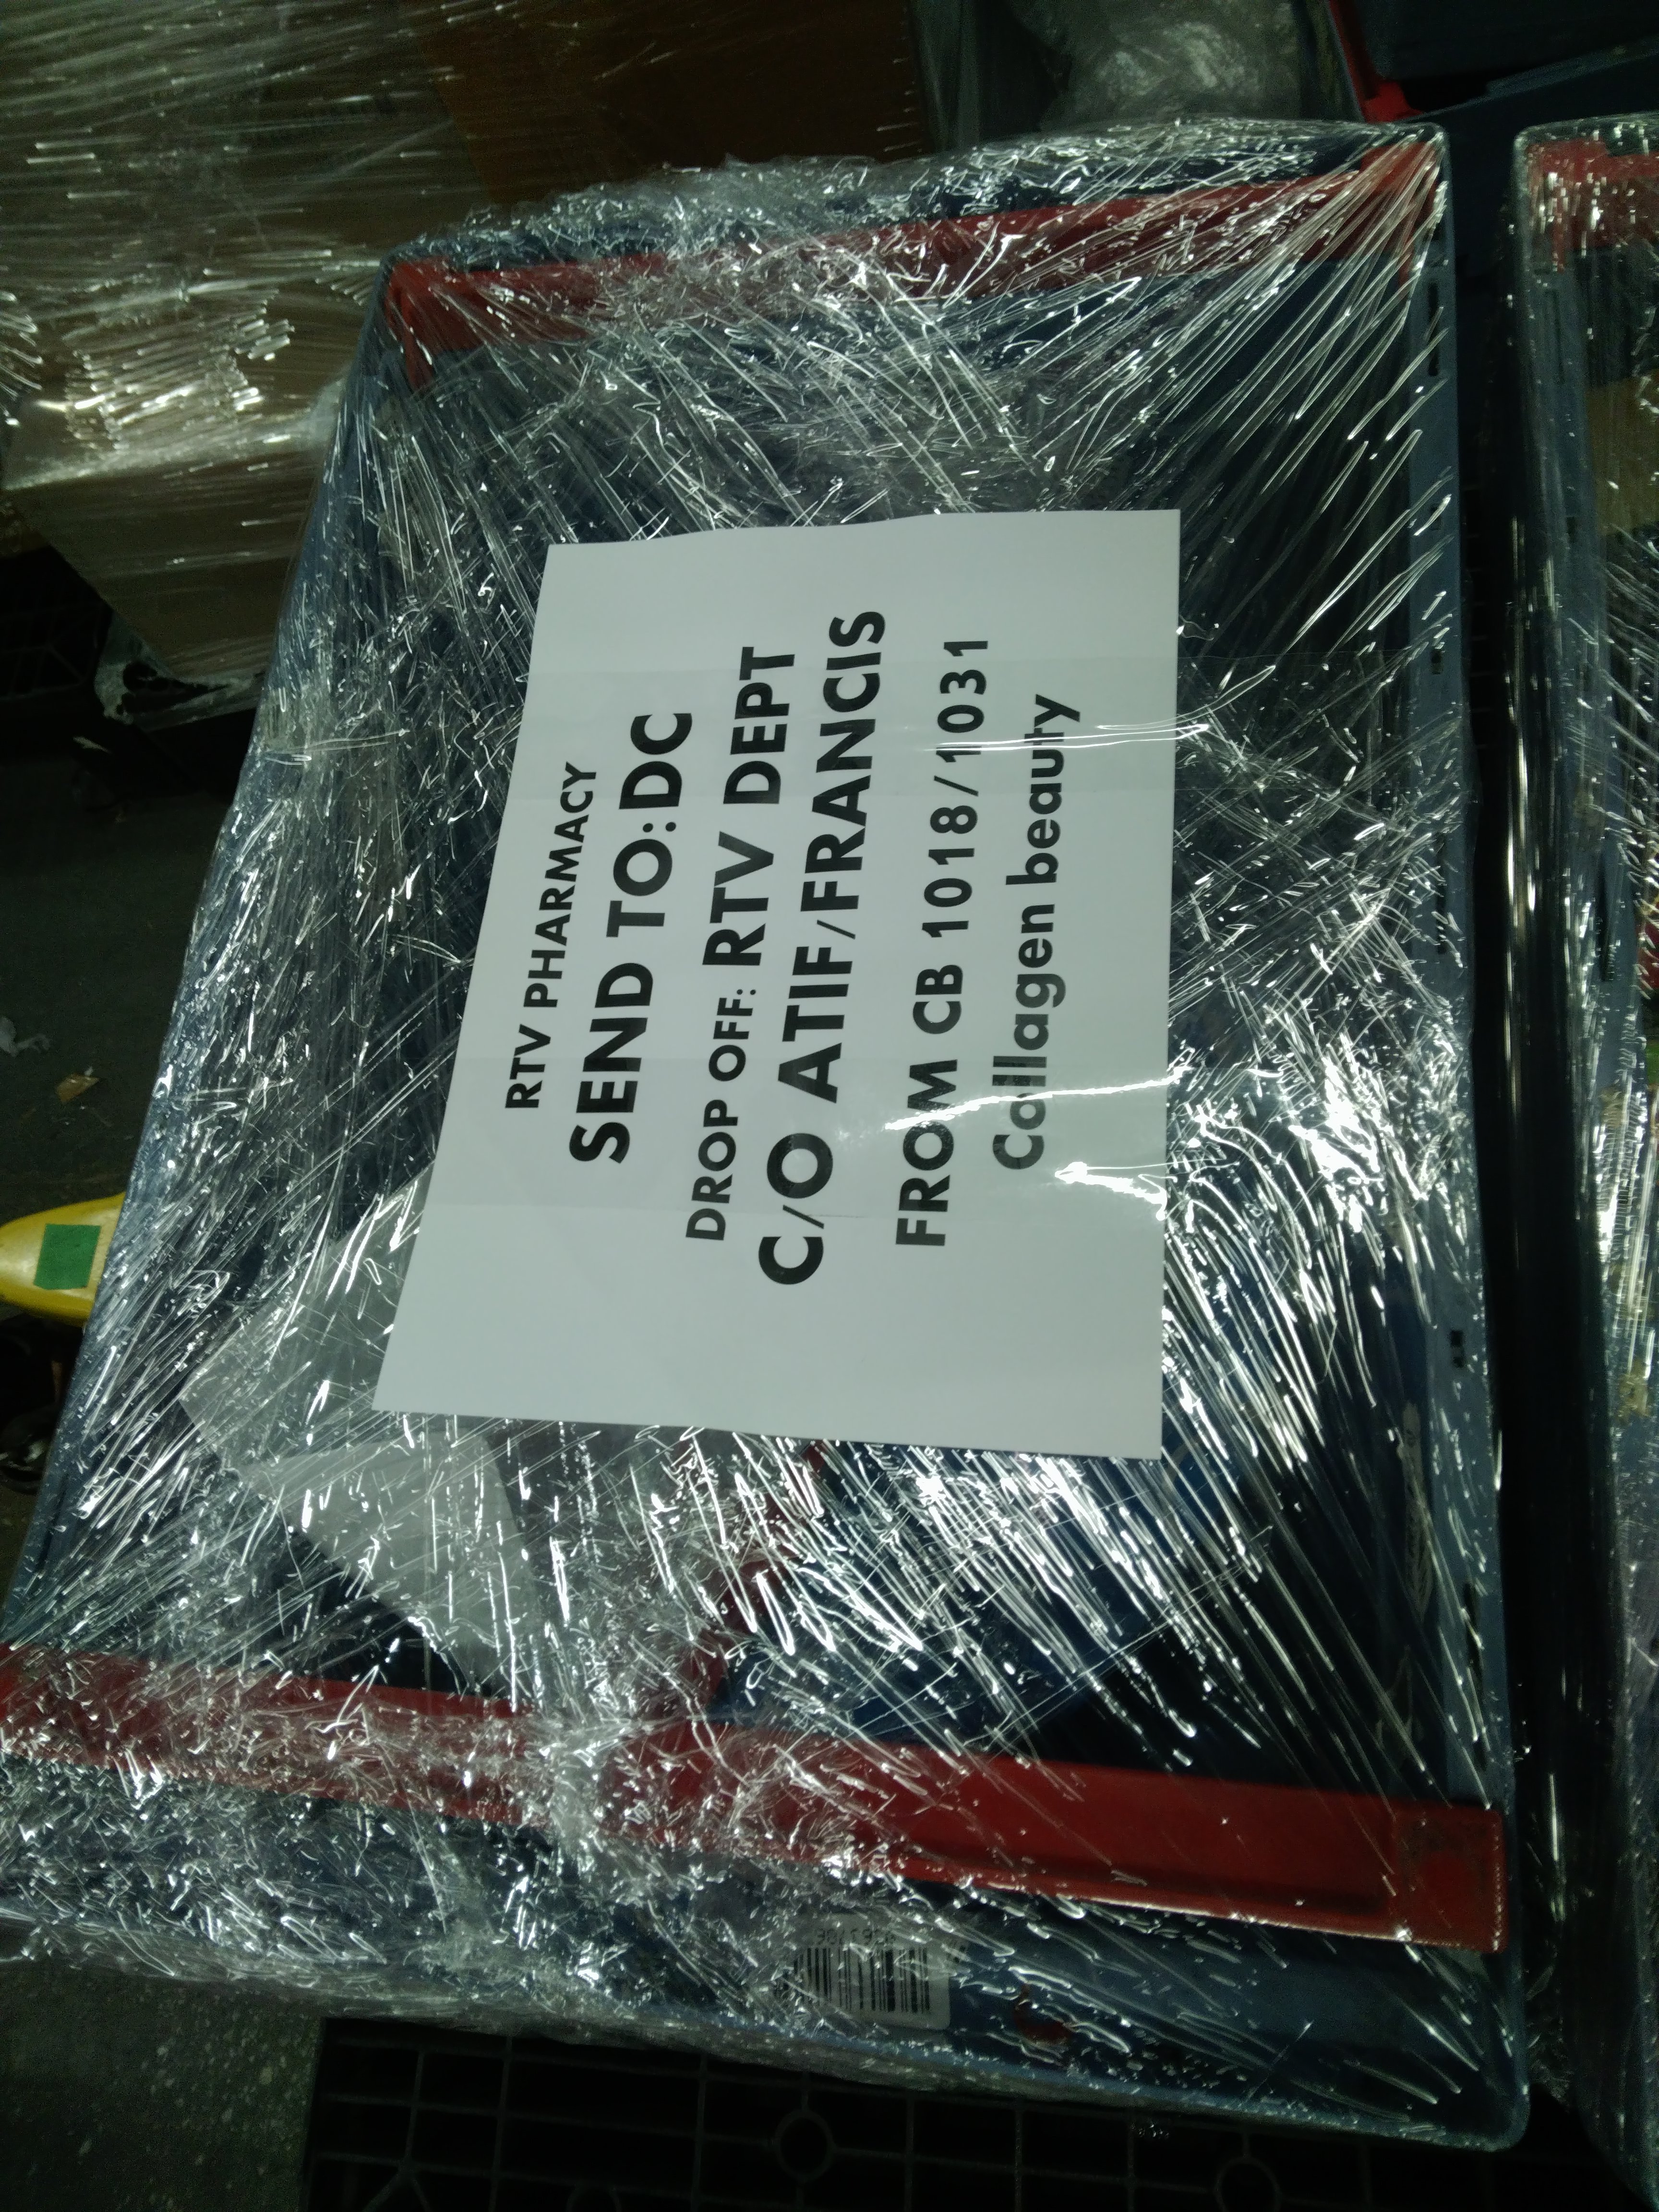 RTV PHARMACY
SEND TO:DC
DROP OFF: RTV DEPT
C/O ATIF/FRANCIS
FROM CB 1018/1031
Collagen beauty